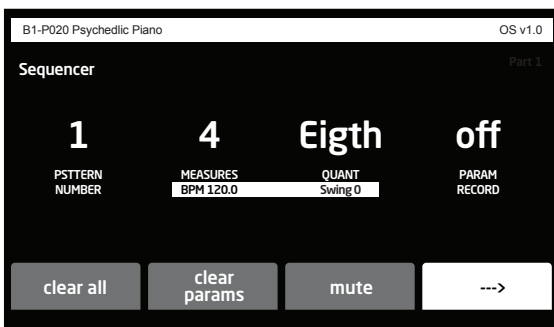 B1-P020 Psychedlic Piano OS v1.0
Sequencer Part 1
1 4 Eigth off
PSTTERN MEASURES QUANT PARAM
NUMBER BPM 120.0 Swing 0 RECORD
clear all clear params mute --->